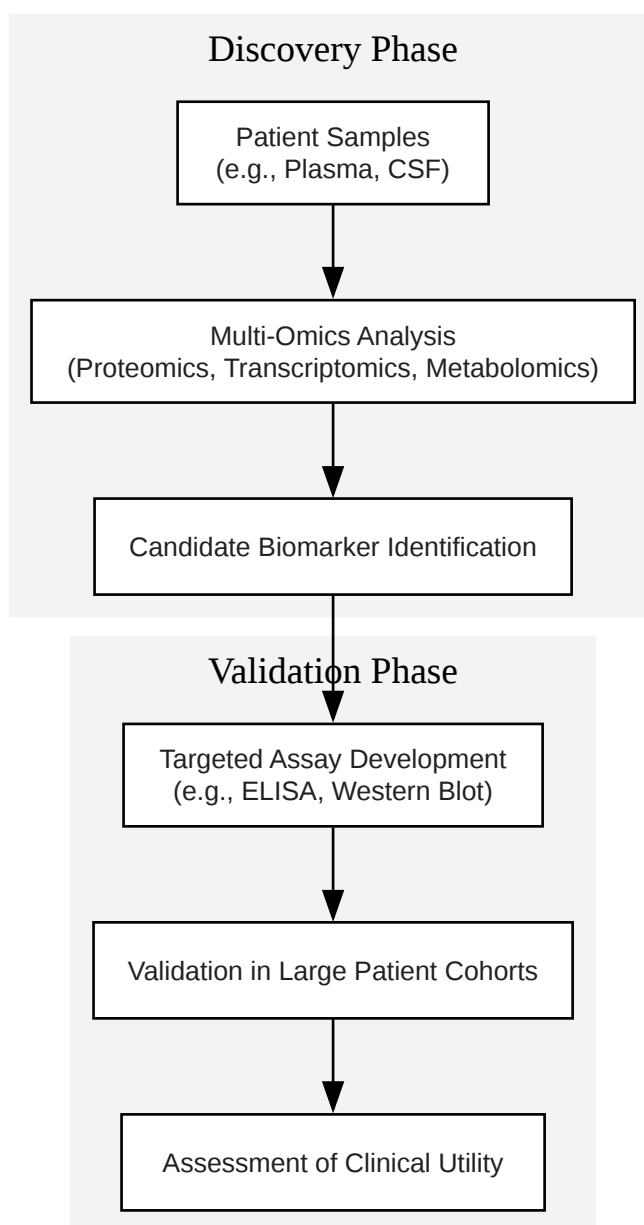 Discovery Phase
Patient Samples
(e.g., Plasma, CSF)
Multi-Omics Analysis
(Proteomics, Transcriptomics, Metabolomics)
Candidate Biomarker Identification
Validation Phase
Targeted Assay Development
(e.g., ELISA, Western Blot)
Validation in Large Patient Cohorts
Assessment of Clinical Utility